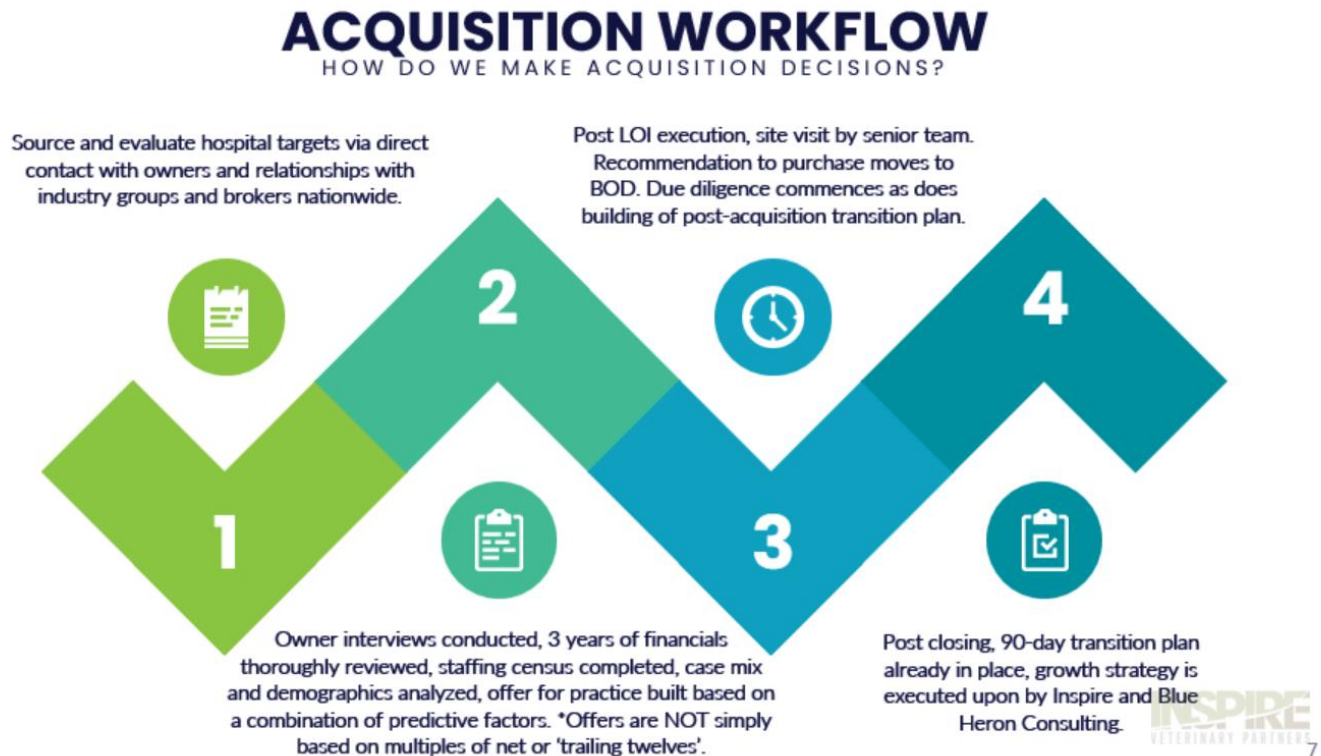 ACQUISITION WORKFLOW
HOW DO WE MAKE ACQUISITION DECISIONS?
Source and evaluate hospital targets via direct
contact with owners and relationships with
industry groups and brokers nationwide.
Post LOI execution, site visit by senior team.
Recommendation to purchase moves to
BOD. Due diligence commences as does
building of post-acquisition transition plan.
1
2
3
4
Owner interviews conducted, 3 years of financials
thoroughly reviewed, staffing census completed, case mix
and demographics analyzed, offer for practice built based on
a combination of predictive factors. *Offers are NOT simply
based on multiples of net or ‘trailing twelves’.
Post closing, 90-day transition plan
already in place, growth strategy is
executed upon by Inspire and Blue
Heron Consulting.
INSPIRE
VETERINARY PARTNERS
7